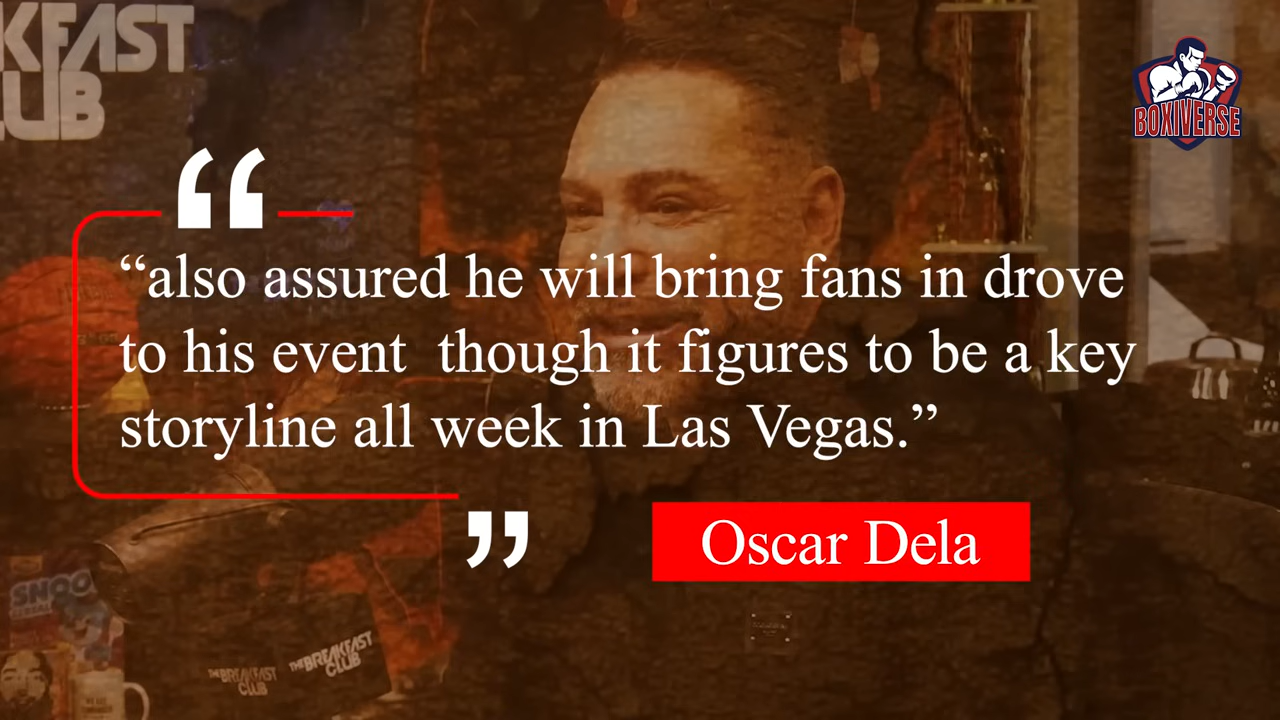 KFAST
LUB
BOXIVERSE
“
“also assured he will bring fans in drove
to his event  though it figures to be a key
storyline all week in Las Vegas.”
”
Oscar Dela
SNOO
THE BREAKFAST
CLUB
THE BREAKFAST
CLUB